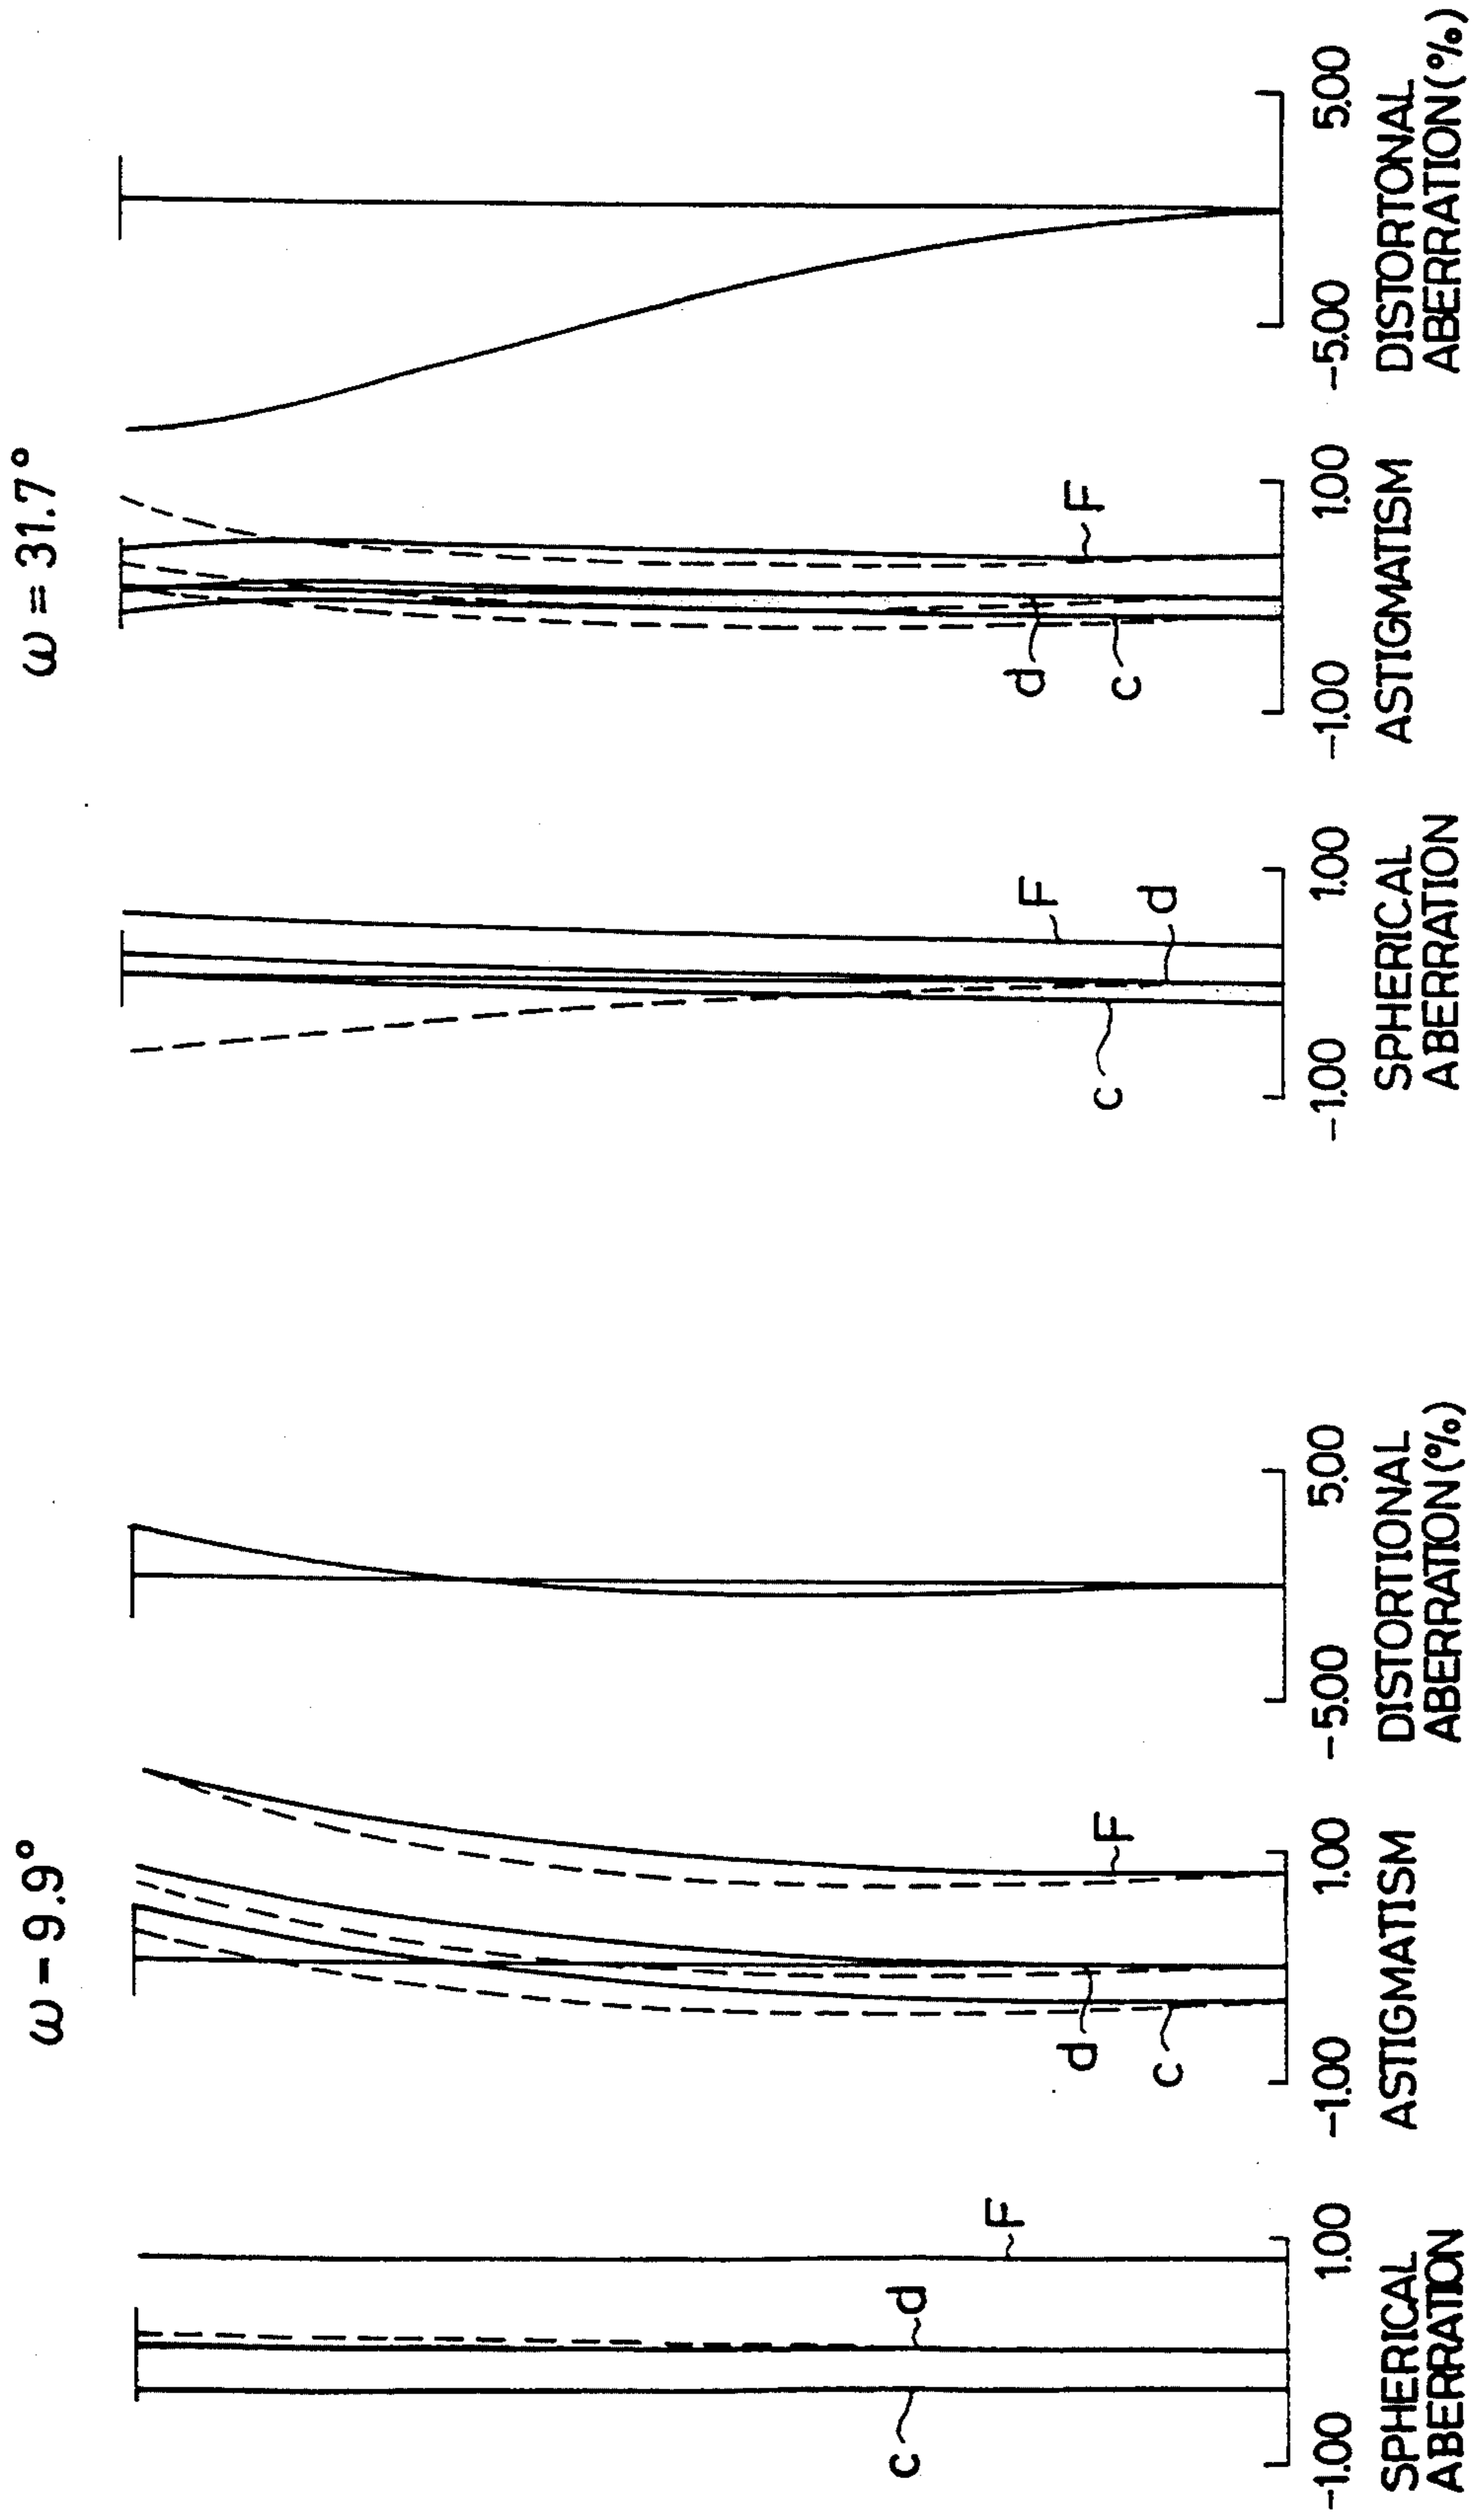 ω - 9.9°
F
d
c
-1.00 1.00
SPHERICAL
ABERRATION
F
d
c
-1.00 1.00
ASTIGMATISM
-5.00 5.00
DISTORTIONAL
ABERRATION (%)
ω = 31.7°
F
d
c
-1.00 1.00
SPHERICAL
ABERRATION
F
d
c
-1.00 1.00
ASTIGMATISM
-5.00 5.00
DISTORTONAL
ABERRATION (%)